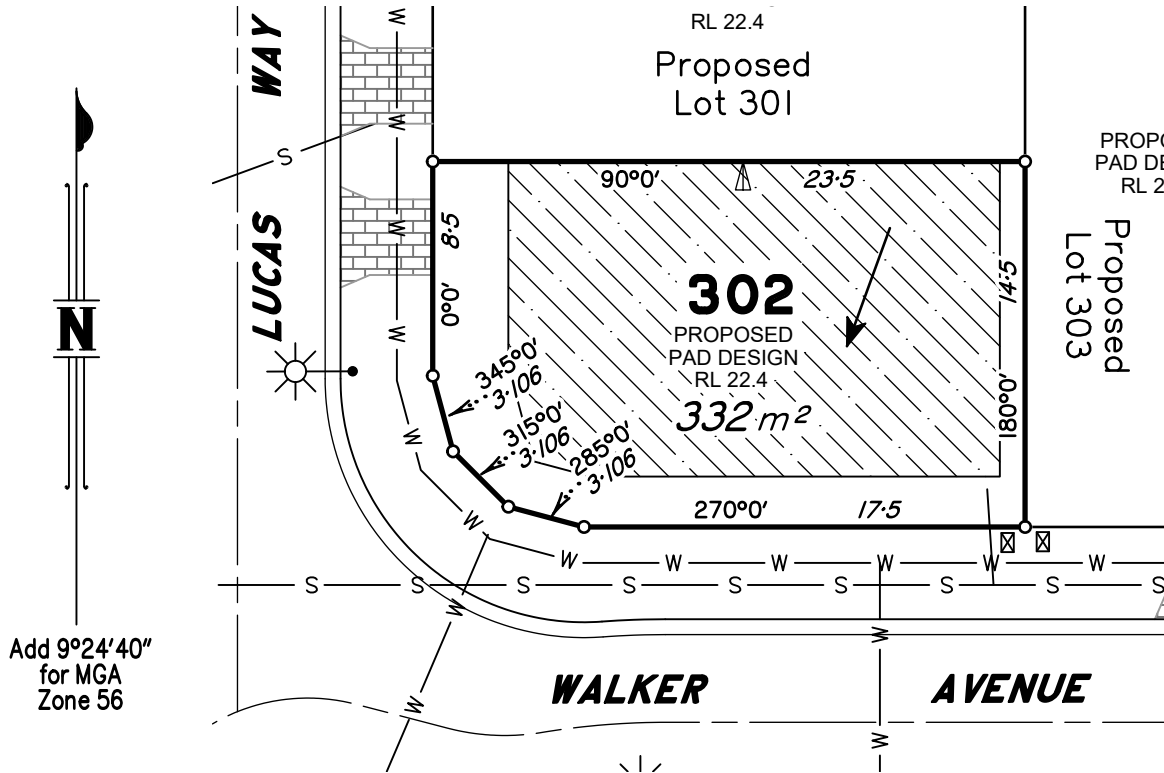 RL 22.4
Proposed
Lot 301
WAY
LUCAS
S
W
W
W
W
W
W
N
Add 9°24'40"
for MGA
Zone 56
90°0'
23·5
8·5
0°0'
302
PROPOSED
PAD DESIGN
RL 22.4
332 m²
14·5
180°0'
345°0'
3·106
315°0'
3·106
285°0'
3·106
270°0'
17·5
PAD DE
Proposed
Lot 303
W W W W W W
S S S S S S S S S
W
W
W
W
WALKER AVENUE